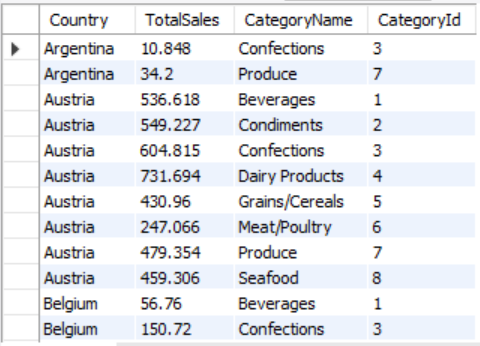 Country TotalSales CategoryName CategoryId
Argentina 10.848 Confections 3
Argentina 34.2 Produce 7
Austria 536.618 Beverages 1
Austria 549.227 Condiments 2
Austria 604.815 Confections 3
Austria 731.694 Dairy Products 4
Austria 430.96 Grains/Cereals 5
Austria 247.066 Meat/Poultry 6
Austria 479.354 Produce 7
Austria 459.306 Seafood 8
Belgium 56.76 Beverages 1
Belgium 150.72 Confections 3